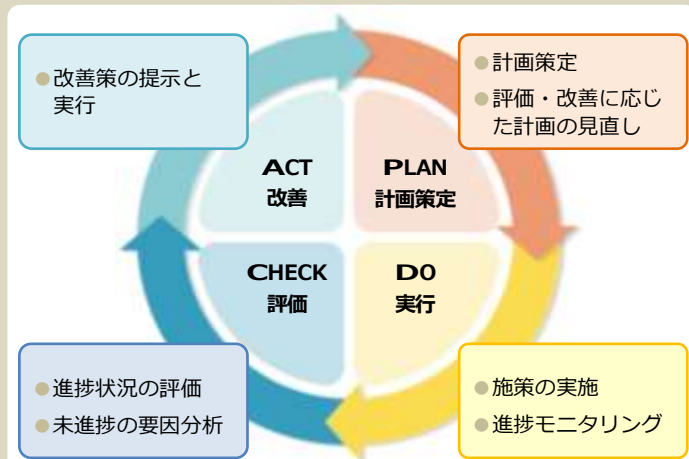 ●改善策の提示と
実行
●計画策定
●評価・改善に応じ
た計画の見直し
ACT
改善
PLAN
計画策定
CHECK
評価
DO
実行
●進捗状況の評価
●未進捗の要因分析
●施策の実施
●進捗モニタリング